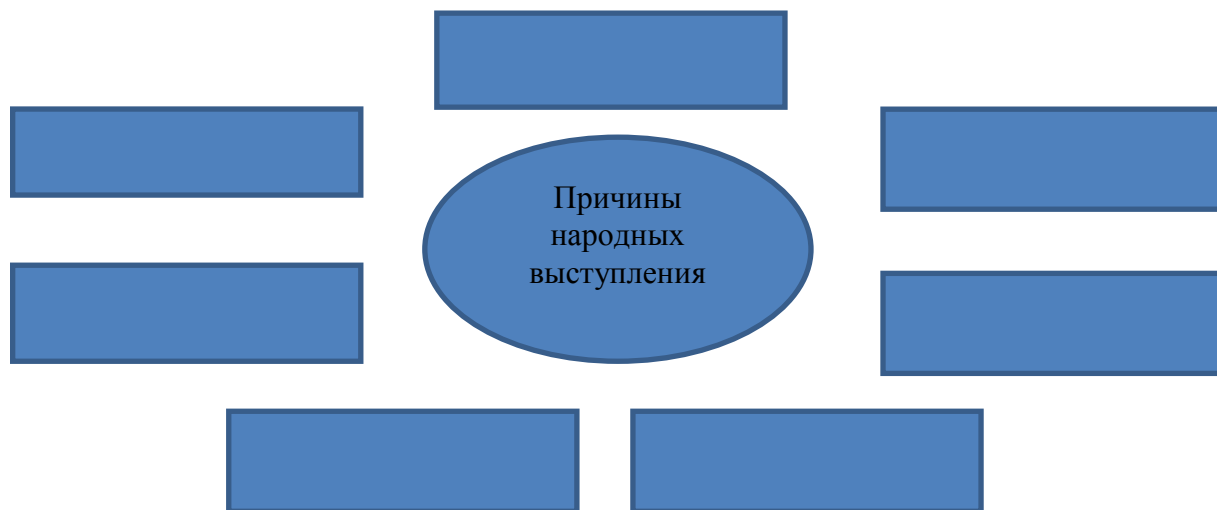 Причины
народных
выступления